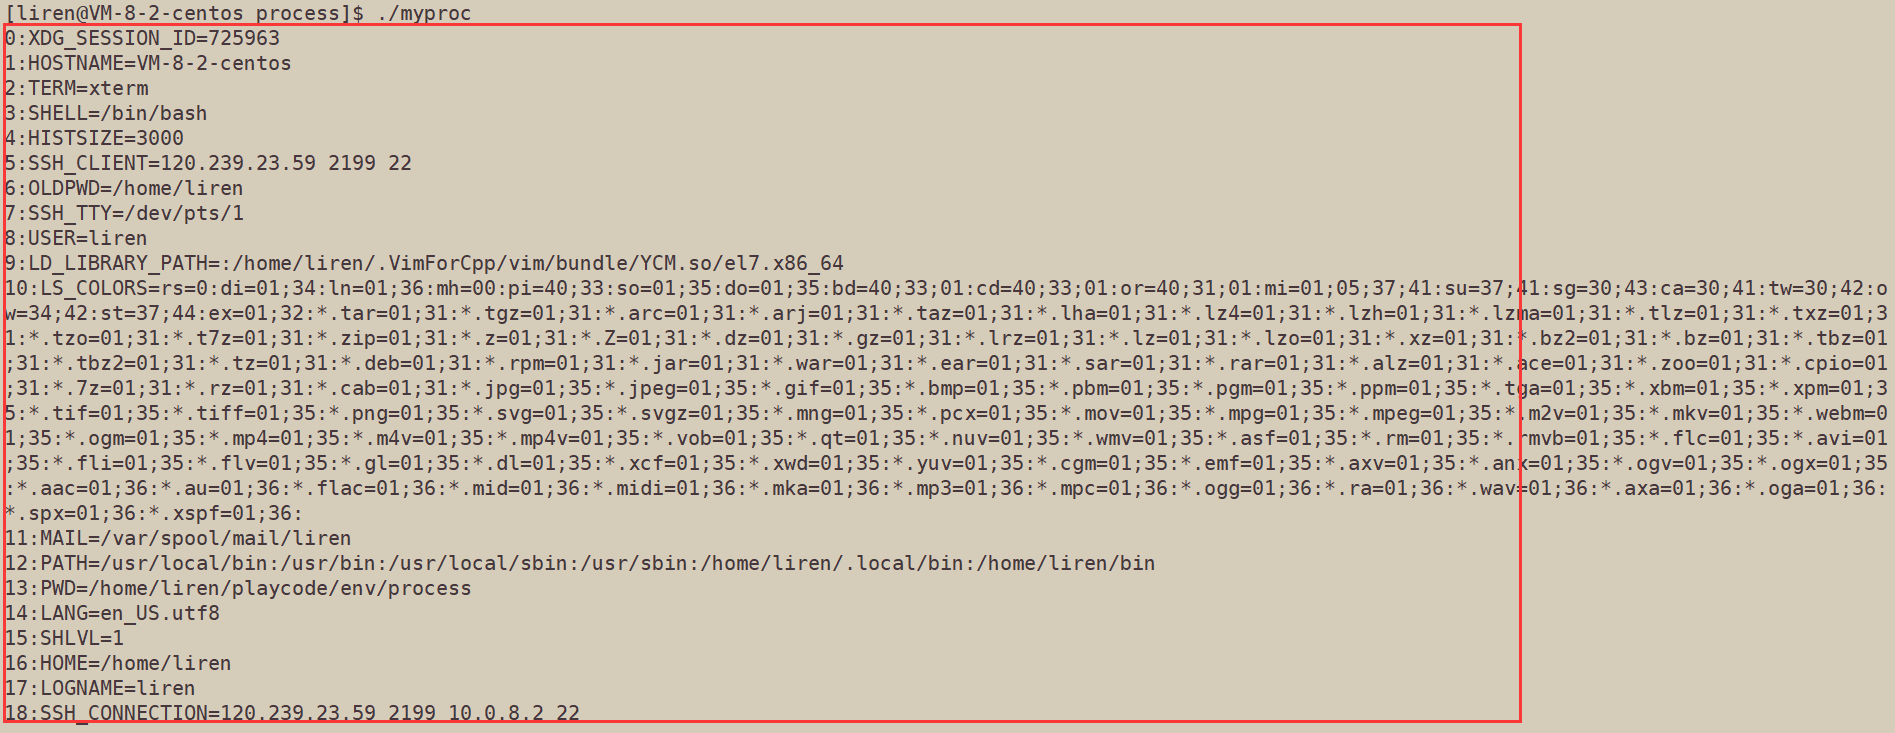 [liren@VM-8-2-centos process]$ ./myproc
0:XDG_SESSION_ID=725963
1:HOSTNAME=VM-8-2-centos
2:TERM=xterm
3:SHELL=/bin/bash
4:HISTSIZE=3000
5:SSH_CLIENT=120.239.23.59 2199 22
6:OLDPWD=/home/liren
7:SSH_TTY=/dev/pts/1
8:USER=liren
9:LD_LIBRARY_PATH=:/home/liren/.VimForCpp/vim/bundle/YCM.so/el7.x86_64
10:LS_COLORS=rs=0:di=01;34:ln=01;36:mh=00:pi=40;33:so=01;35:do=01;35:bd=40;33;01:cd=40;33;01:or=40;31;01:mi=01;05;37;41:su=37;41:sg=30;43:ca=30;41:tw=30;42:o
w=34;42:st=37;44:ex=01;32:*.tar=01;31:*.tgz=01;31:*.arc=01;31:*.arj=01;31:*.taz=01;31:*.lha=01;31:*.lz4=01;31:*.lzh=01;31:*.lzma=01;31:*.tlz=01;31:*.txz=01;3
1:*.tzo=01;31:*.t7z=01;31:*.zip=01;31:*.z=01;31:*.Z=01;31:*.dz=01;31:*.gz=01;31:*.lrz=01;31:*.lz=01;31:*.lzo=01;31:*.xz=01;31:*.bz2=01;31:*.bz=01;31:*.tbz=01
;31:*.tbz2=01;31:*.tz=01;31:*.deb=01;31:*.rpm=01;31:*.jar=01;31:*.war=01;31:*.ear=01;31:*.sar=01;31:*.rar=01;31:*.alz=01;31:*.ace=01;31:*.zoo=01;31:*.cpio=01
;31:*.7z=01;31:*.rz=01;31:*.cab=01;31:*.jpg=01;35:*.jpeg=01;35:*.gif=01;35:*.bmp=01;35:*.pbm=01;35:*.pgm=01;35:*.ppm=01;35:*.tga=01;35:*.xbm=01;35:*.xpm=01;3
5:*.tif=01;35:*.tiff=01;35:*.png=01;35:*.svg=01;35:*.svgz=01;35:*.mng=01;35:*.pcx=01;35:*.mov=01;35:*.mpg=01;35:*.mpeg=01;35:*.m2v=01;35:*.mkv=01;35:*.webm=0
1;35:*.ogm=01;35:*.mp4=01;35:*.m4v=01;35:*.mp4v=01;35:*.vob=01;35:*.qt=01;35:*.nuv=01;35:*.wmv=01;35:*.asf=01;35:*.rm=01;35:*.rmvb=01;35:*.flc=01;35:*.avi=01
;35:*.fli=01;35:*.flv=01;35:*.gl=01;35:*.dl=01;35:*.xcf=01;35:*.xwd=01;35:*.yuv=01;35:*.cgm=01;35:*.emf=01;35:*.axv=01;35:*.anx=01;35:*.ogv=01;35:*.ogx=01;35
:*.aac=01;36:*.au=01;36:*.flac=01;36:*.mid=01;36:*.midi=01;36:*.mka=01;36:*.mp3=01;36:*.mpc=01;36:*.ogg=01;36:*.ra=01;36:*.wav=01;36:*.axa=01;36:*.oga=01;36:
*.spx=01;36:*.xspf=01;36:
11:MAIL=/var/spool/mail/liren
12:PATH=/usr/local/bin:/usr/bin:/usr/local/sbin:/usr/sbin:/home/liren/.local/bin:/home/liren/bin
13:PWD=/home/liren/playcode/env/process
14:LANG=en_US.utf8
15:SHLVL=1
16:HOME=/home/liren
17:LOGNAME=liren
18:SSH_CONNECTION=120.239.23.59 2199 10.0.8.2 22